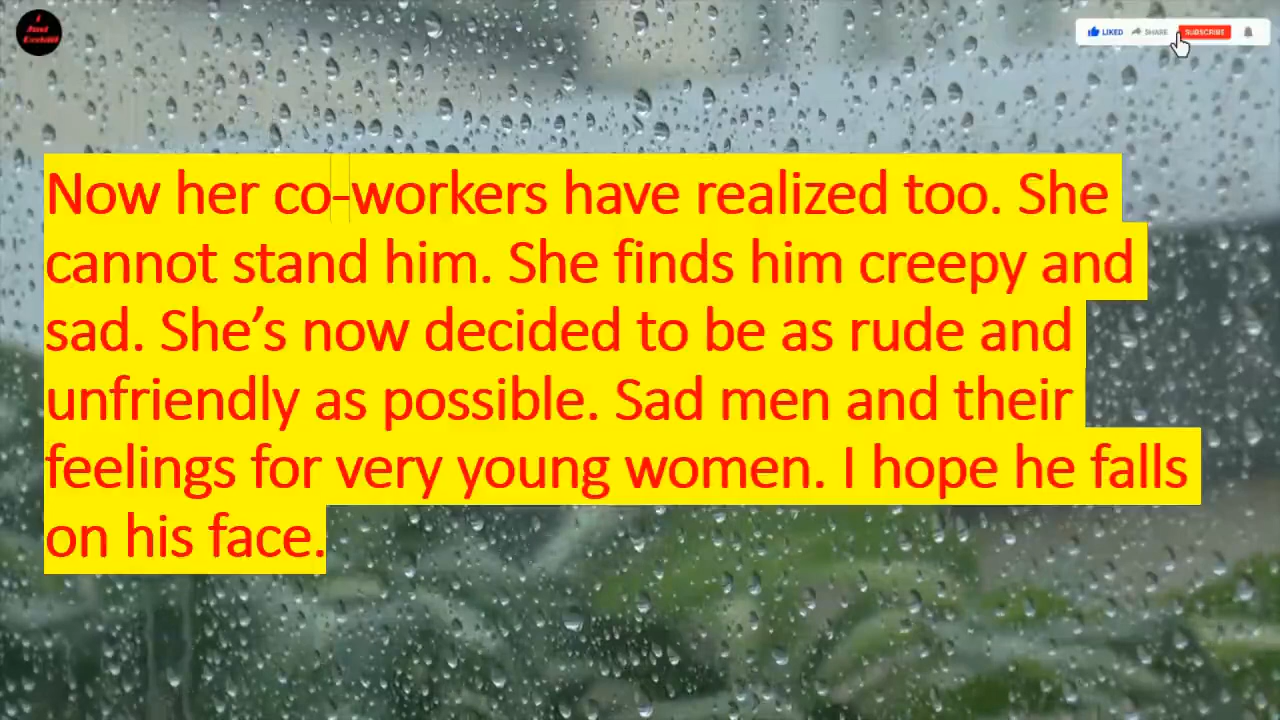 I
Just
LIKED SHARE SUBSCRIBE
Now her co-workers have realized too. She
cannot stand him. She finds him creepy and
sad. She’s now decided to be as rude and
unfriendly as possible. Sad men and their
feelings for very young women. I hope he falls
on his face.